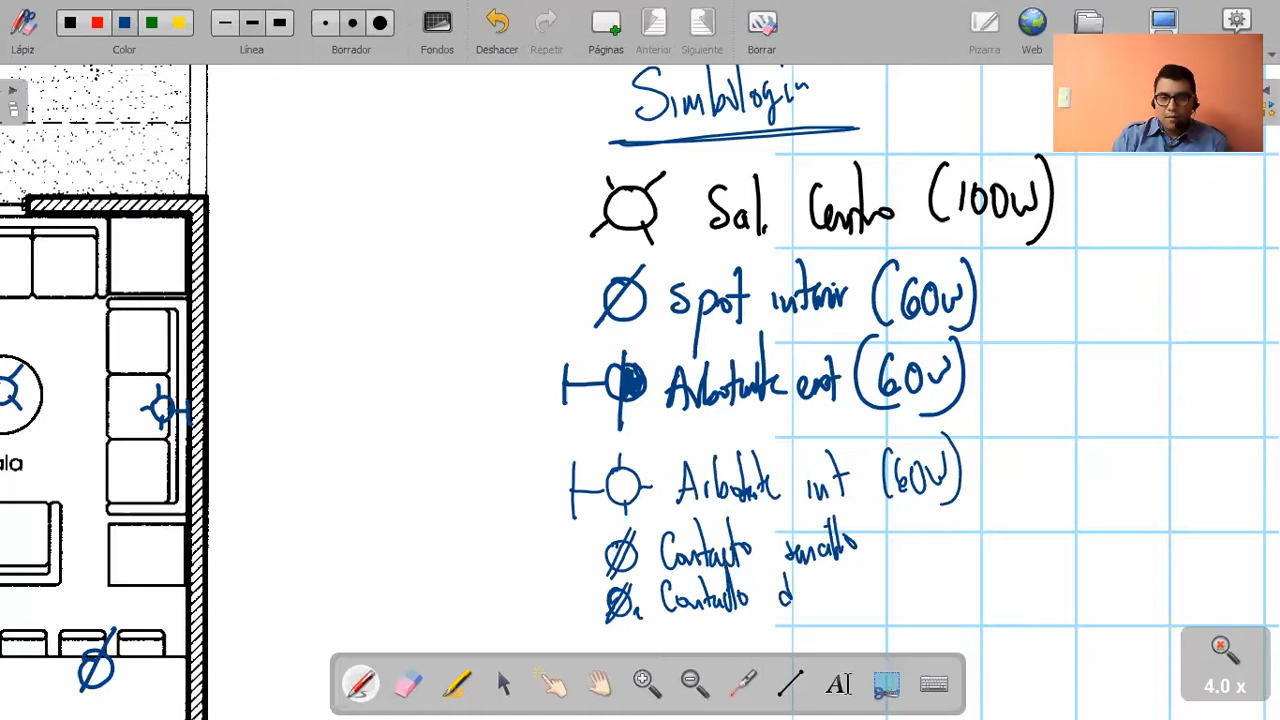 Lápiz
Color
Línea
Borrador
Fondos
Deshacer
Repetir
Páginas
Anterior
Siguiente
Borrar
Pizarra
Web
Simbología
Sal. Centro (100W)
Spot interior (60W)
Arbotante ext (60W)
Arbotante int (60W)
Contacto sencillo
Contacto d
ala
4.0 x